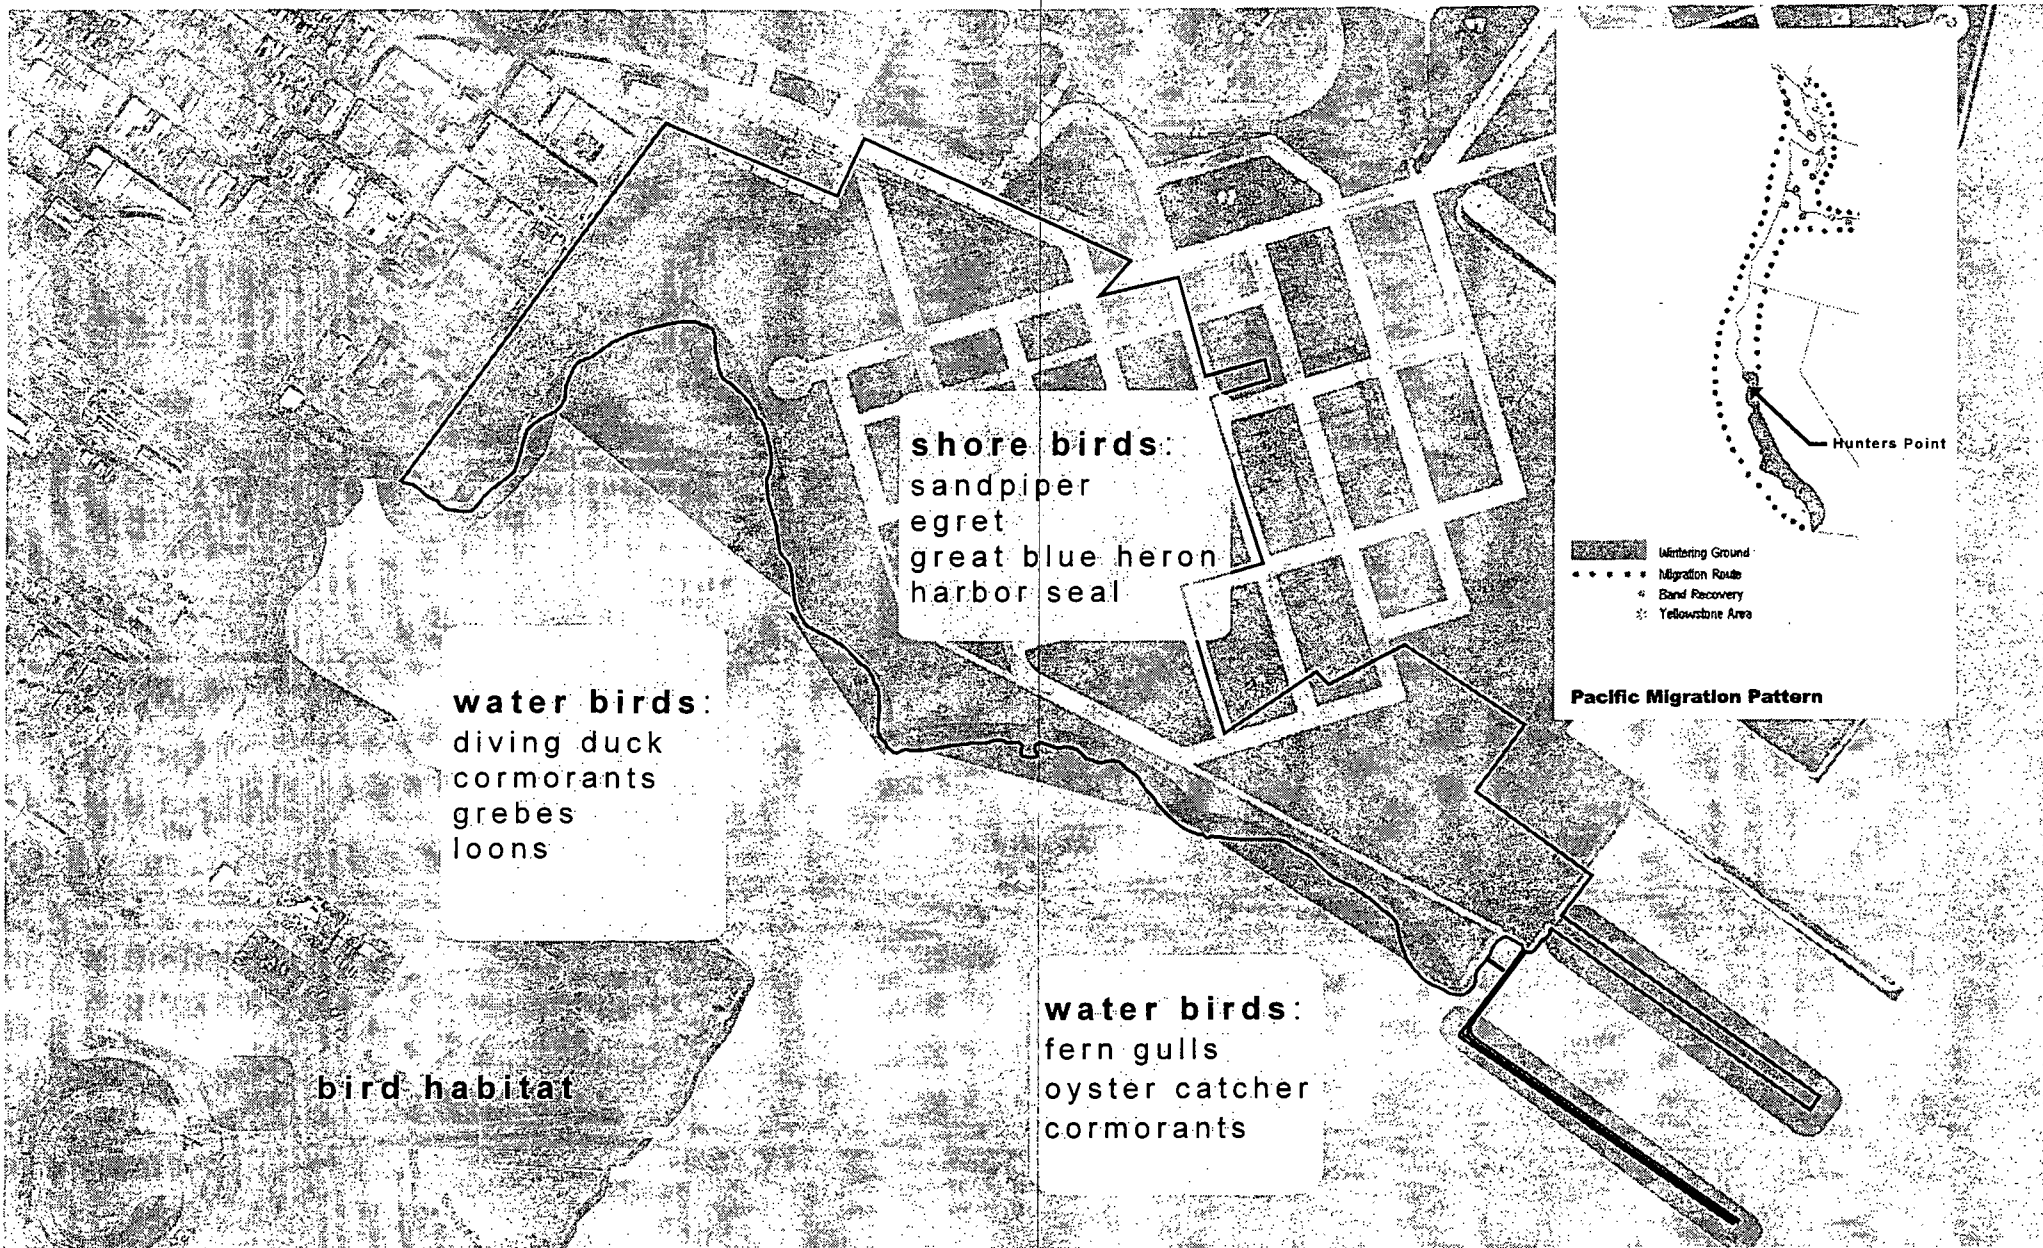 shore birds:
sandpiper
egret
great blue heron
harbor seal
water birds:
diving duck
cormorants
grebes
loons
water birds:
fern gulls
oyster catcher
cormorants
bird habitat
Hunters Point
Wintering Ground
Migration Route
Band Recovery
Yellowstone Area
Pacific Migration Pattern